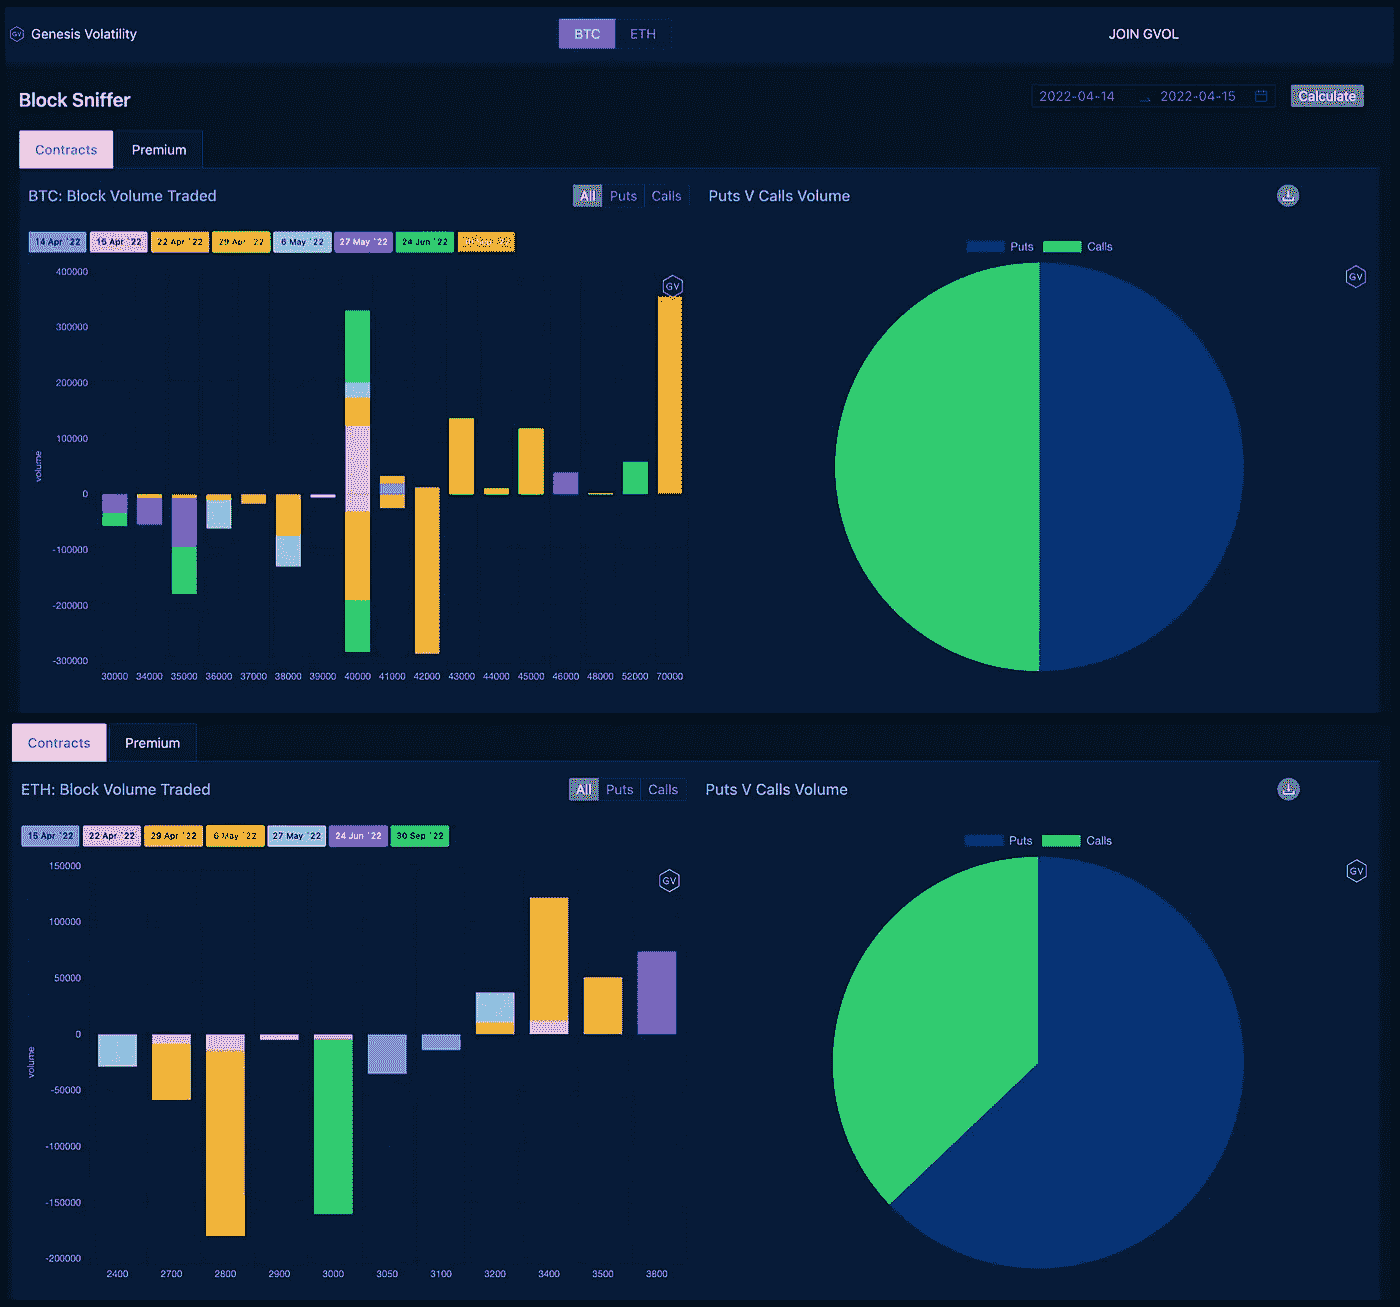 GV Genesis Volatility
BTC ETH
JOIN GVOL
Block Sniffer
2022-04-14 → 2022-04-15
Calculate
Contracts Premium
BTC: Block Volume Traded
All Puts Calls
Puts V Calls Volume
14 Apr '22 15 Apr '22 22 Apr '22 29 Apr '22 6 May '22 27 May '22 24 Jun '22
Puts Calls
GV
GV
400000
300000
200000
100000
0
-100000
-200000
-300000
volume
30000 34000 35000 36000 37000 38000 39000 40000 41000 42000 43000 44000 45000 46000 48000 52000 70000
Contracts Premium
ETH: Block Volume Traded
All Puts Calls
Puts V Calls Volume
15 Apr '22 22 Apr '22 29 Apr '22 6 May '22 27 May '22 24 Jun '22 30 Sep '22
Puts Calls
GV
GV
150000
100000
50000
0
-50000
-100000
-150000
-200000
volume
2400 2700 2800 2900 3000 3050 3100 3200 3400 3500 3800